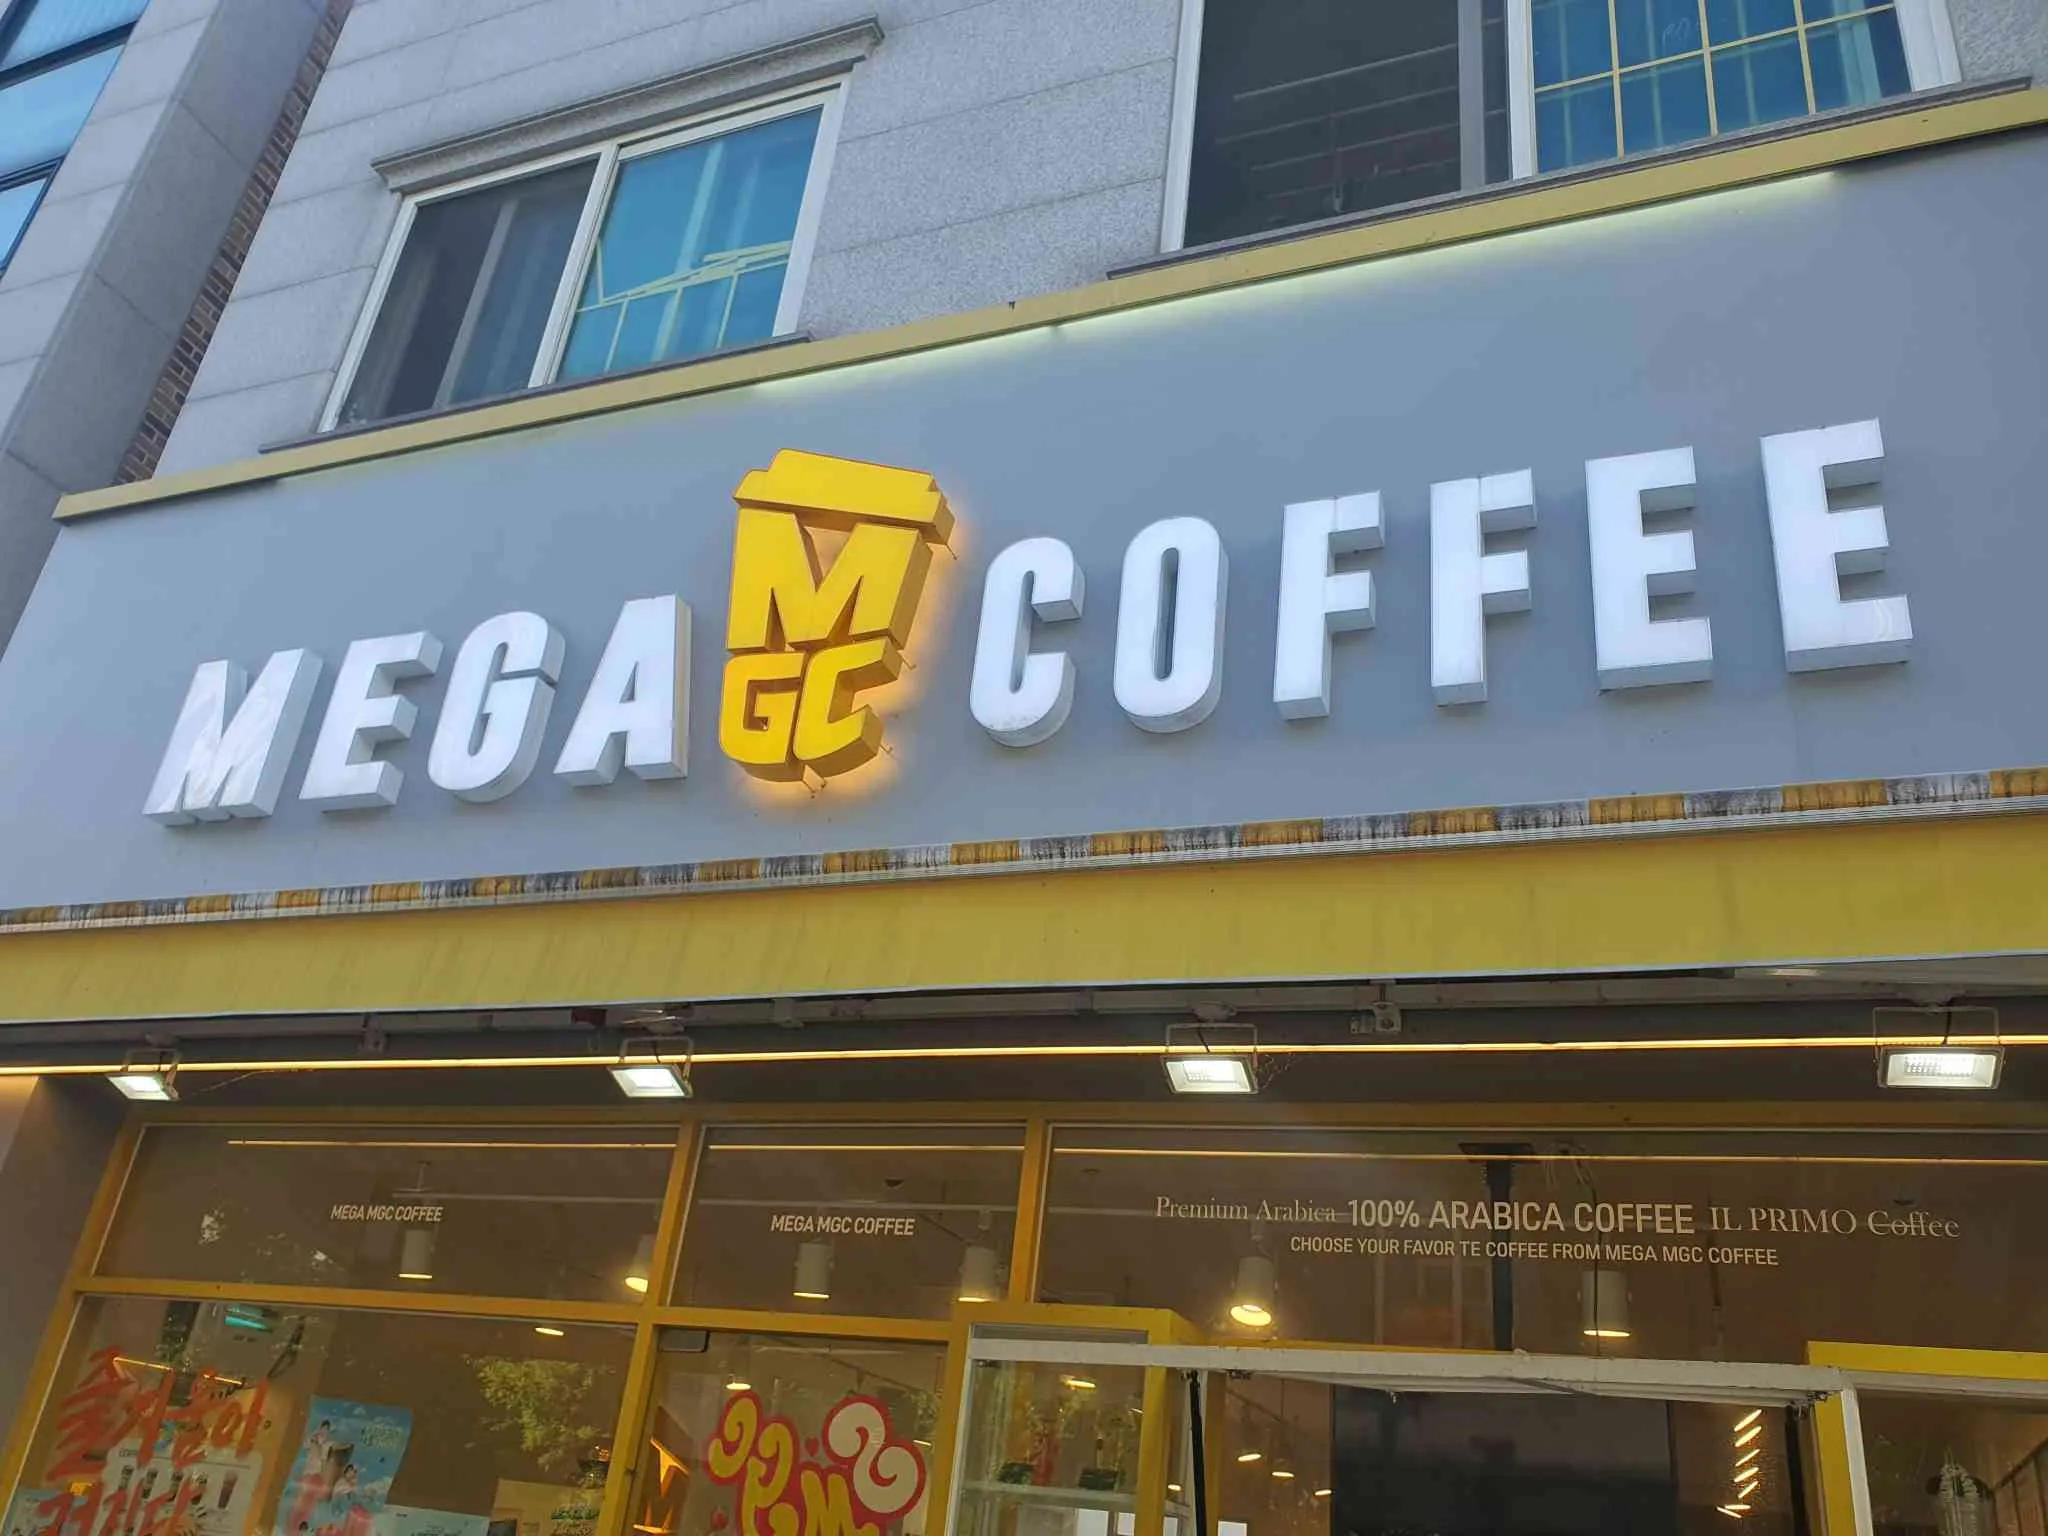 MEGA MGC COFFEE
MEGA MGC COFFEE
MEGA MGC COFFEE
Premium Arabica 100% ARABICA COFFEE IL PRIMO Coffee
CHOOSE YOUR FAVOR TE COFFEE FROM MEGA MGC COFFEE